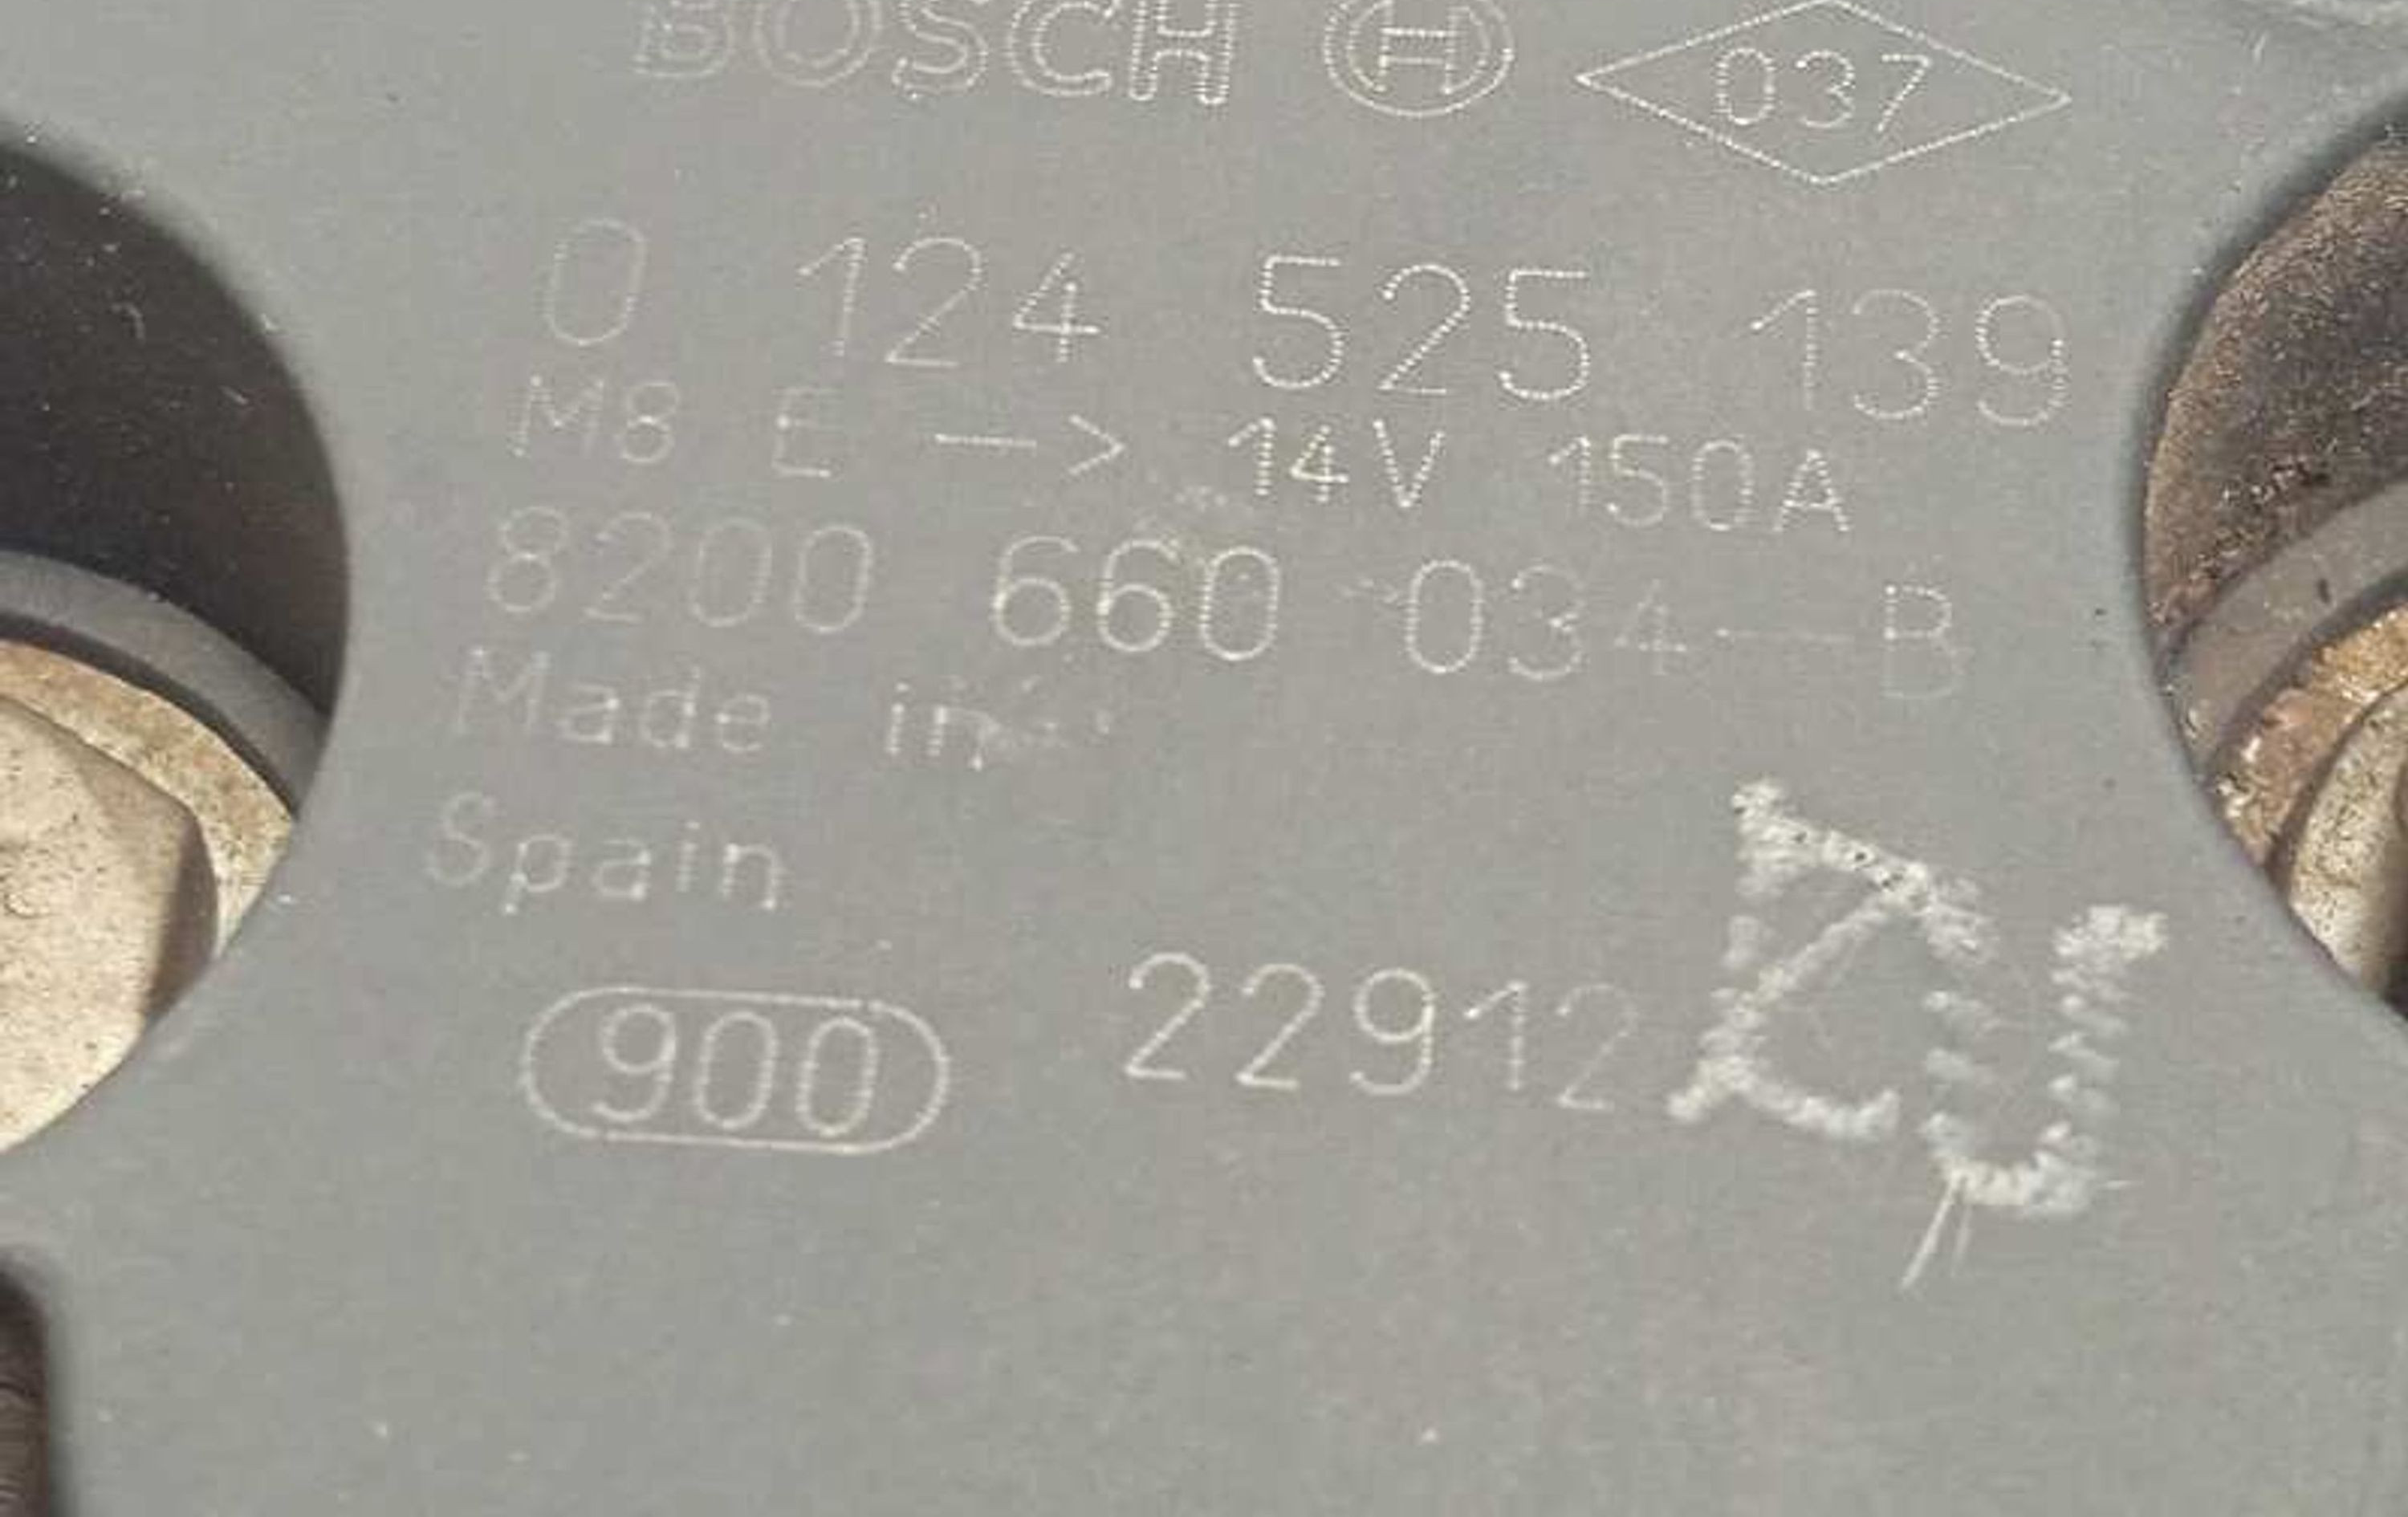 BOSCH 037
0 124 525 139
M8 E --> 14V 150A
8200 660 034--B
Made in
Spain
900 22912